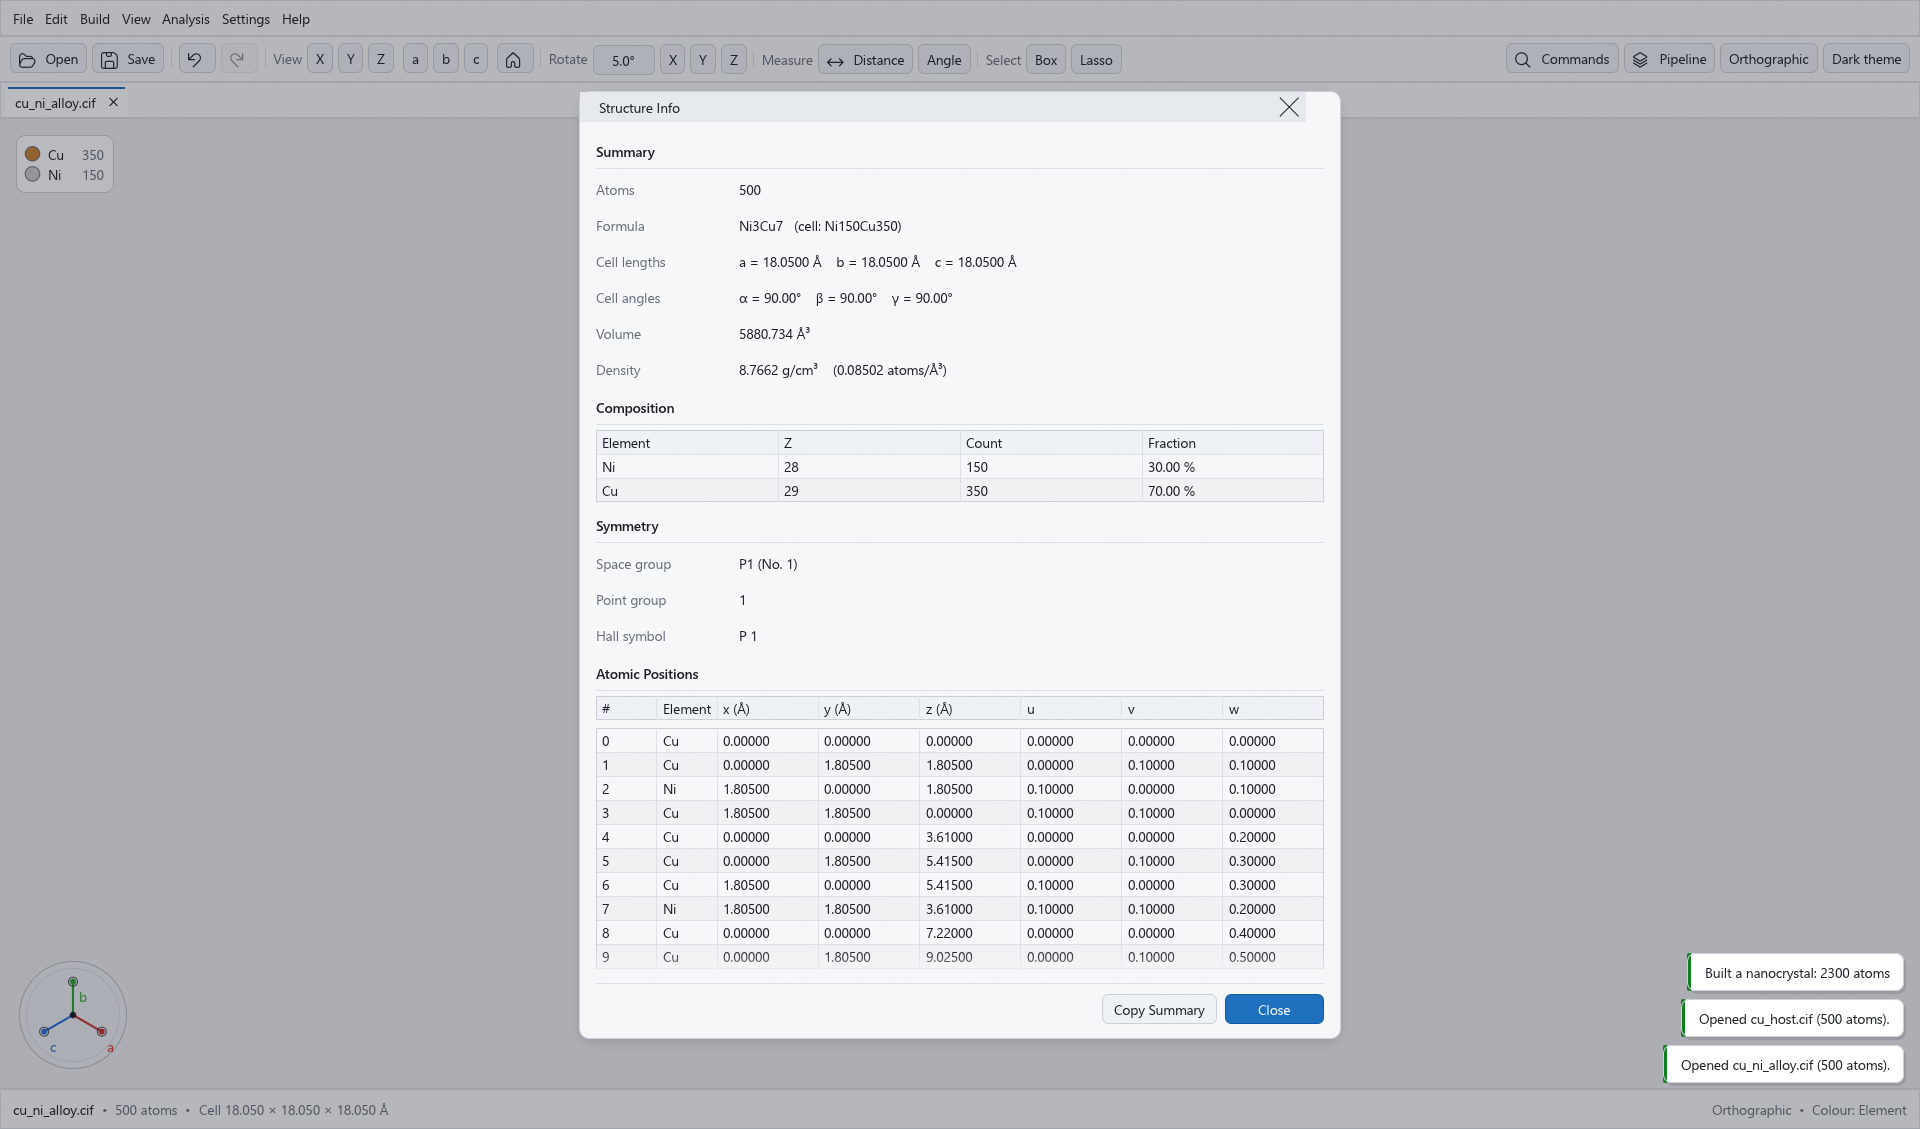 File Edit Build View Analysis Settings Help
Open Save View X Y Z a b c Rotate 5.0° X Y Z Measure Distance Angle Select Box Lasso Commands Pipeline Orthographic Dark theme
cu_ni_alloy.cif
Cu 350
Ni 150
Structure Info
Summary
Atoms 500
Formula Ni3Cu7 (cell: Ni150Cu350)
Cell lengths a = 18.0500 Å b = 18.0500 Å c = 18.0500 Å
Cell angles α = 90.00° β = 90.00° γ = 90.00°
Volume 5880.734 Å³
Density 8.7662 g/cm³ (0.08502 atoms/Å³)
Composition
Element Z Count Fraction
Ni 28 150 30.00 %
Cu 29 350 70.00 %
Symmetry
Space group P1 (No. 1)
Point group 1
Hall symbol P 1
Atomic Positions
# Element x (Å) y (Å) z (Å) u v w
0 Cu 0.00000 0.00000 0.00000 0.00000 0.00000 0.00000
1 Cu 0.00000 1.80500 1.80500 0.00000 0.10000 0.10000
2 Ni 1.80500 0.00000 1.80500 0.10000 0.00000 0.10000
3 Cu 1.80500 1.80500 0.00000 0.10000 0.10000 0.00000
4 Cu 0.00000 0.00000 3.61000 0.00000 0.00000 0.20000
5 Cu 0.00000 1.80500 5.41500 0.00000 0.10000 0.30000
6 Cu 1.80500 0.00000 5.41500 0.10000 0.00000 0.30000
7 Ni 1.80500 1.80500 3.61000 0.10000 0.10000 0.20000
8 Cu 0.00000 0.00000 7.22000 0.00000 0.00000 0.40000
9 Cu 0.00000 1.80500 9.02500 0.00000 0.10000 0.50000
Copy Summary Close
b
c
a
Built a nanocrystal: 2300 atoms
Opened cu_host.cif (500 atoms).
Opened cu_ni_alloy.cif (500 atoms).
cu_ni_alloy.cif • 500 atoms • Cell 18.050 × 18.050 × 18.050 Å Orthographic • Colour: Element